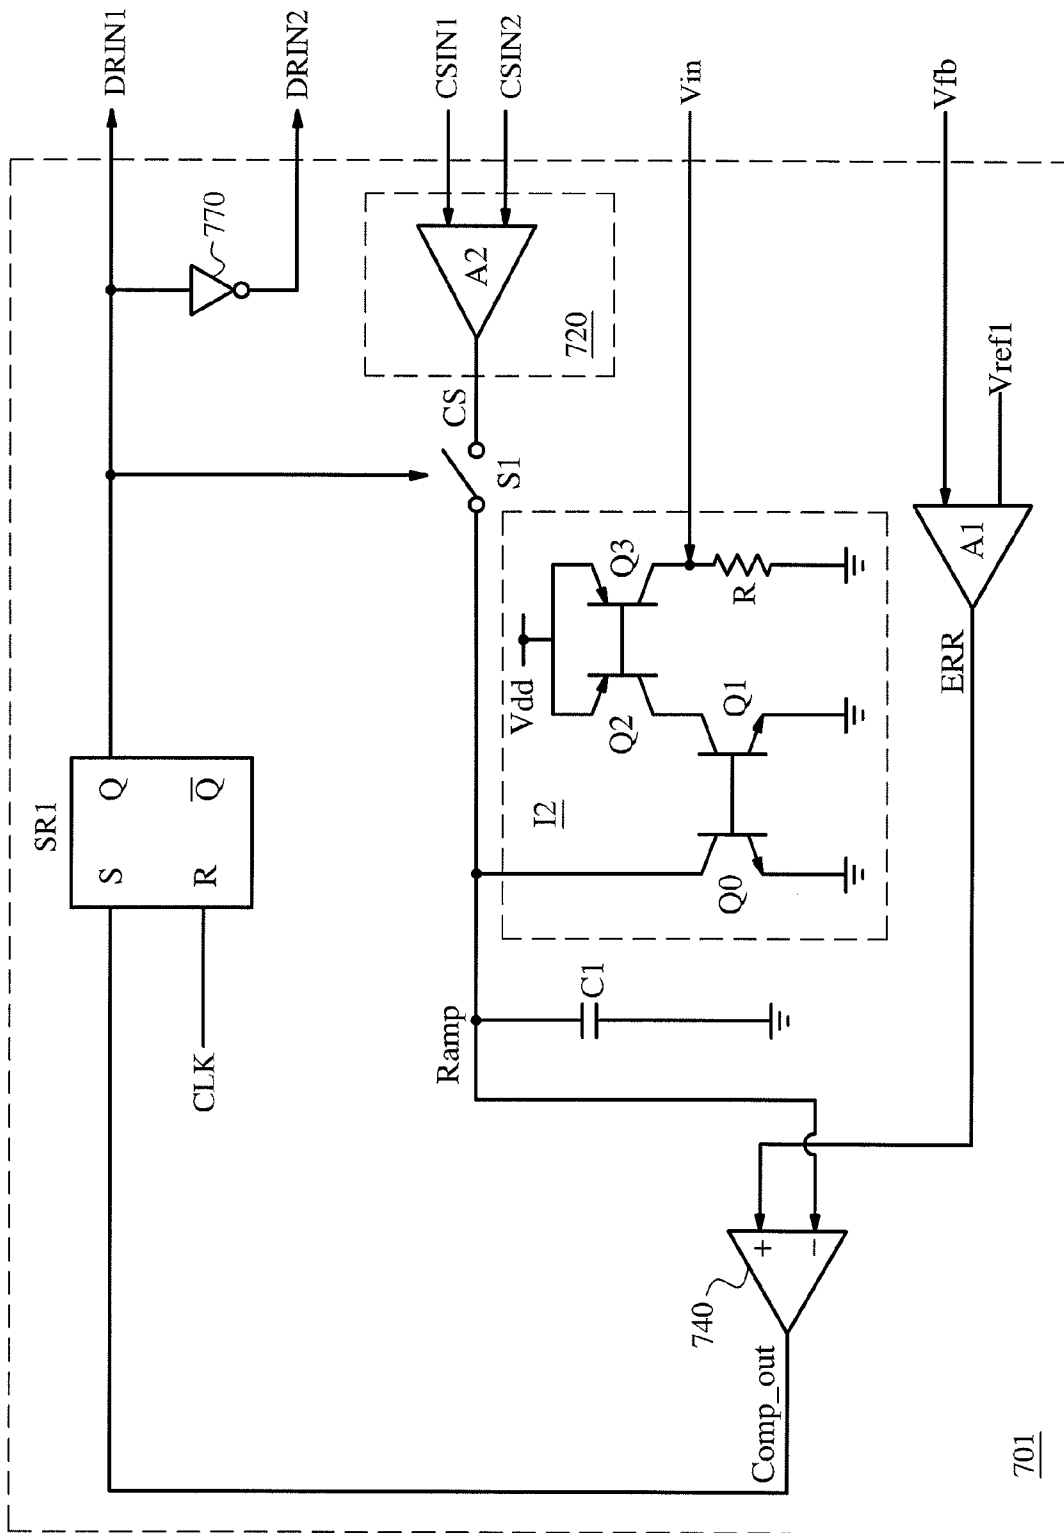 DRIN1
DRIN2
CSIN1
CSIN2
Vin
Vfb
770
A2
720
CS
S1
Vref1
A1
ERR
SR1
S
Q
R
Q̅
CLK
Vdd
Q3
Q2
R
Q1
Q0
I2
Ramp
C1
+
−
740
Comp_out
701